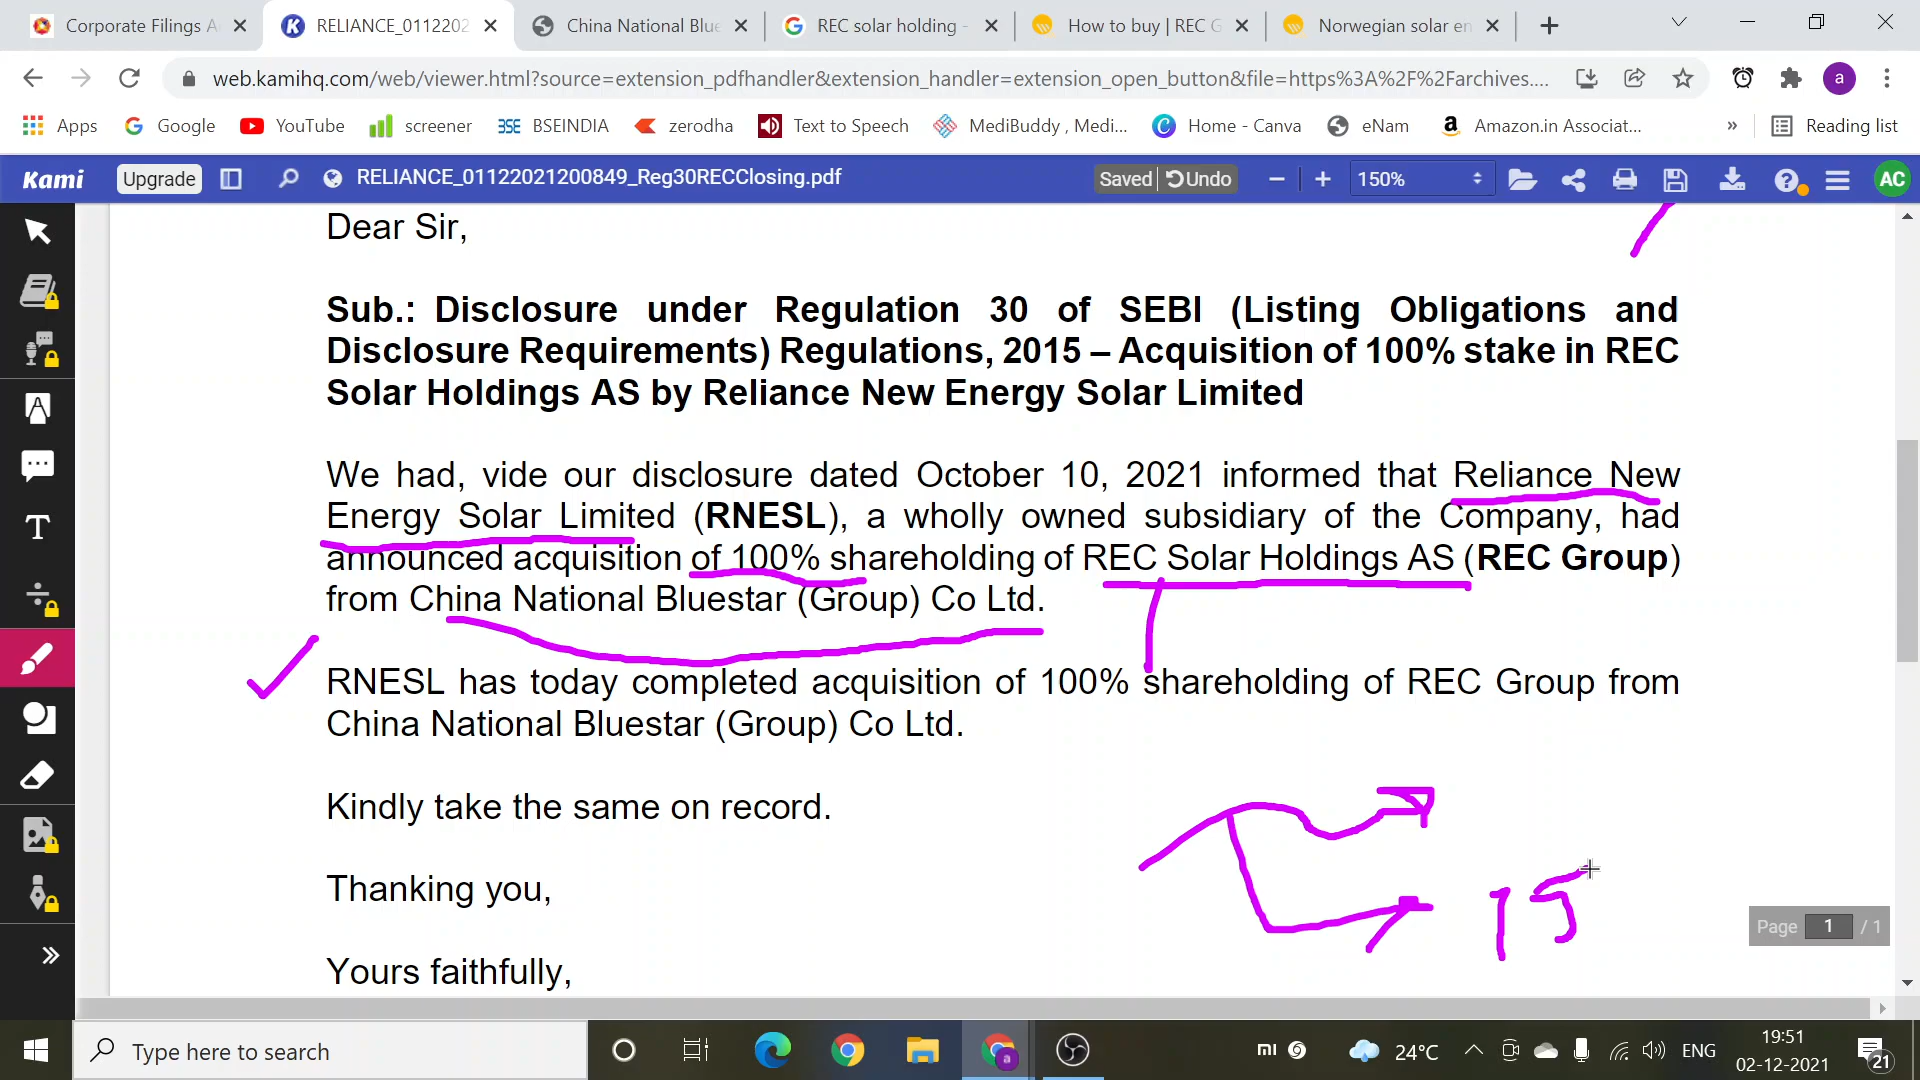 Corporate Filings A
RELIANCE_0112202
China National Blue
REC solar holding -
How to buy | REC G
Norwegian solar en
web.kamihq.com/web/viewer.html?source=extension_pdfhandler&extension_handler=extension_open_button&file=https%3A%2F%2Farchives....
a
Apps
Google
YouTube
screener
BSE BSEINDIA
zerodha
Text to Speech
MediBuddy , Medi...
Home - Canva
eNam
Amazon.in Associat...
»
Reading list
Kami
Upgrade
RELIANCE_01122021200849_Reg30RECClosing.pdf
Saved
Undo
150%
AC
Dear Sir,
Sub.: Disclosure under Regulation 30 of SEBI (Listing Obligations and
Disclosure Requirements) Regulations, 2015 – Acquisition of 100% stake in REC
Solar Holdings AS by Reliance New Energy Solar Limited
We had, vide our disclosure dated October 10, 2021 informed that Reliance New
Energy Solar Limited (RNESL), a wholly owned subsidiary of the Company, had
announced acquisition of 100% shareholding of REC Solar Holdings AS (REC Group)
from China National Bluestar (Group) Co Ltd.
RNESL has today completed acquisition of 100% shareholding of REC Group from
China National Bluestar (Group) Co Ltd.
Kindly take the same on record.
Thanking you,
15
Page 1 / 1
Yours faithfully,
Type here to search
a
24°C
ENG
19:51
02-12-2021
21